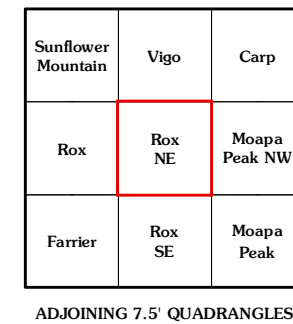 Sunflower
Mountain
Vigo
Carp
Rox
Rox
NE
Moapa
Peak NW
Farrier
Rox
SE
Moapa
Peak
ADJOINING 7.5' QUADRANGLES